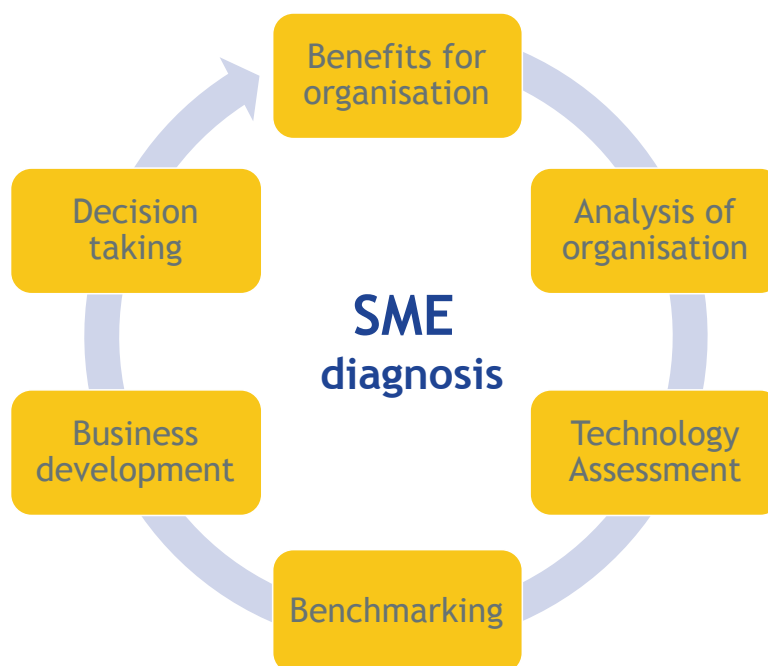 Benefits for
organisation
Analysis of
organisation
Technology
Assessment
Benchmarking
Business
development
Decision
taking
SME
diagnosis